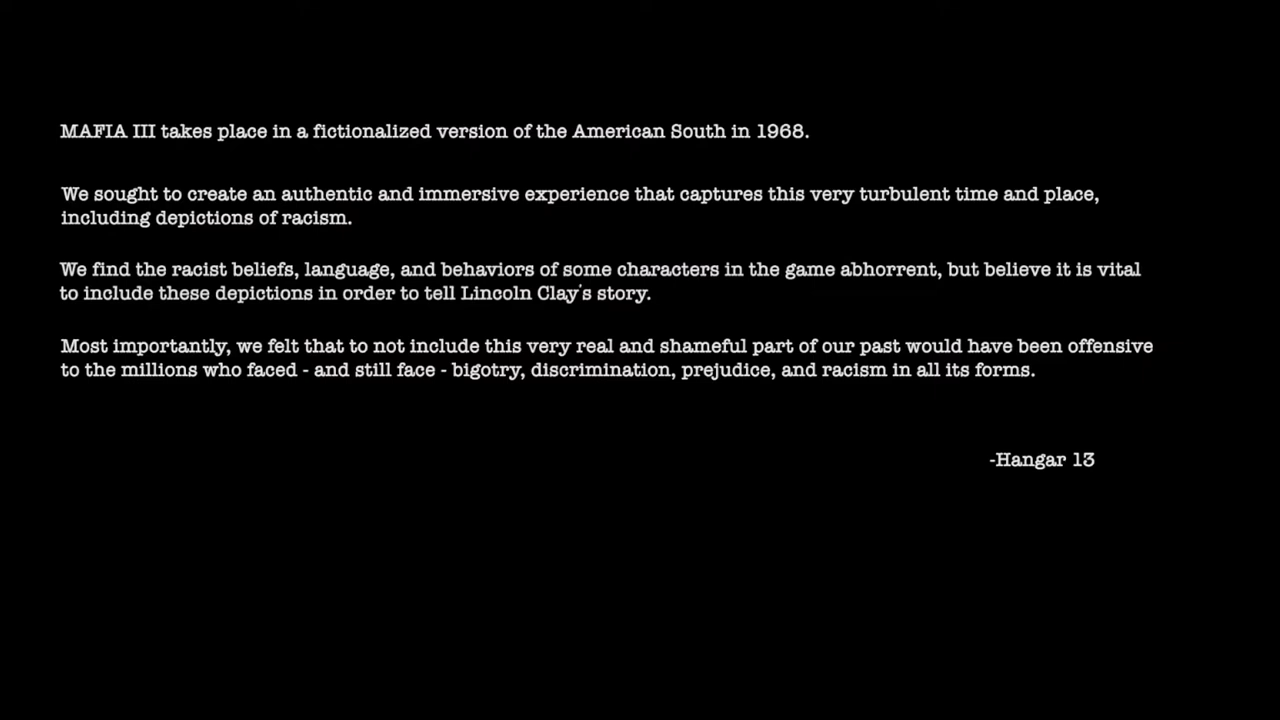 MAFIA III takes place in a fictionalized version of the American South in 1968.
We sought to create an authentic and immersive experience that captures this very turbulent time and place,
including depictions of racism.
We find the racist beliefs, language, and behaviors of some characters in the game abhorrent, but believe it is vital
to include these depictions in order to tell Lincoln Clay's story.
Most importantly, we felt that to not include this very real and shameful part of our past would have been offensive
to the millions who faced - and still face - bigotry, discrimination, prejudice, and racism in all its forms.
-Hangar 13